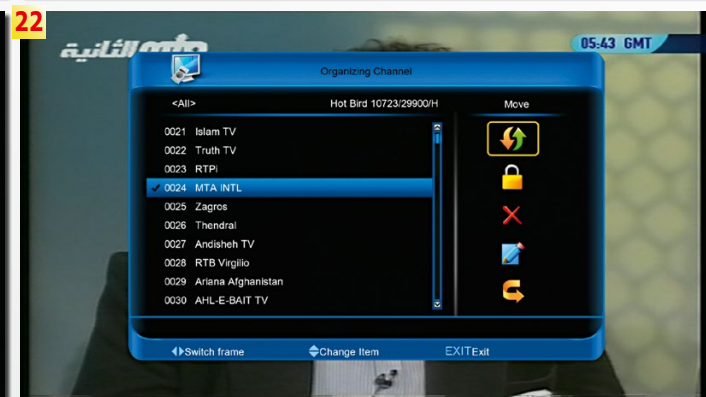 22
الثانية mta
05:43 GMT
Organizing Channel
<All> Hot Bird 10723/29900/H Move
0021 Islam TV
0022 Truth TV
0023 RTPi
0024 MTA INTL
0025 Zagros
0026 Thendral
0027 Andisheh TV
0028 RTB Virgilio
0029 Ariana Afghanistan
0030 AHL-E-BAIT TV
Switch frame Change Item EXIT Exit